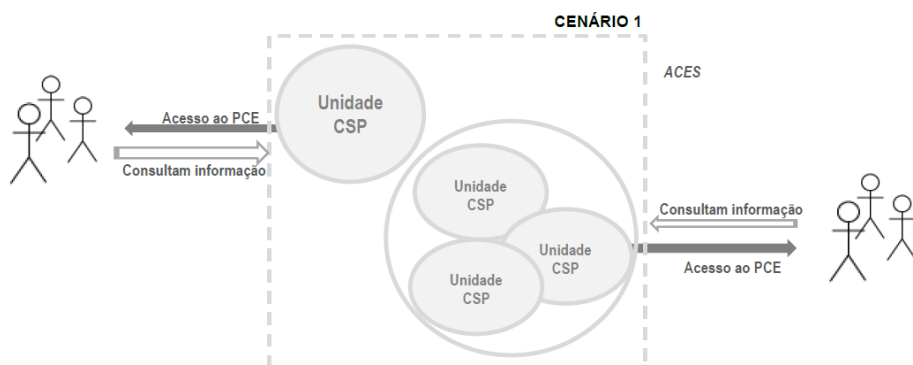 CENÁRIO 1
ACES
Unidade
CSP
Acesso ao PCE
Consultam informação
Unidade
CSP
Unidade
CSP
Unidade
CSP
Consultam informação
Acesso ao PCE